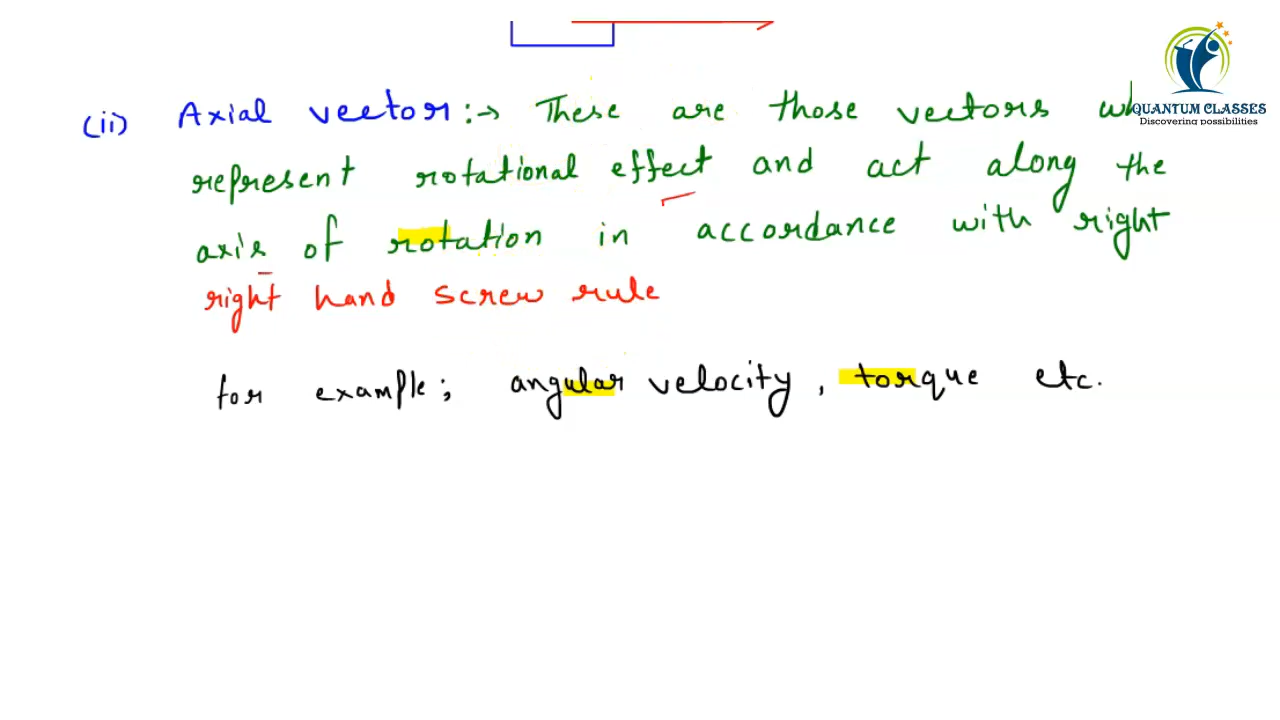 (ii) Axial vector :→ These are those vectors wh
QUANTUM CLASSES
Discovering possibilities
represent rotational effect and act along the
axis of rotation in accordance with right
right hand screw rule
for example; angular velocity, torque etc.